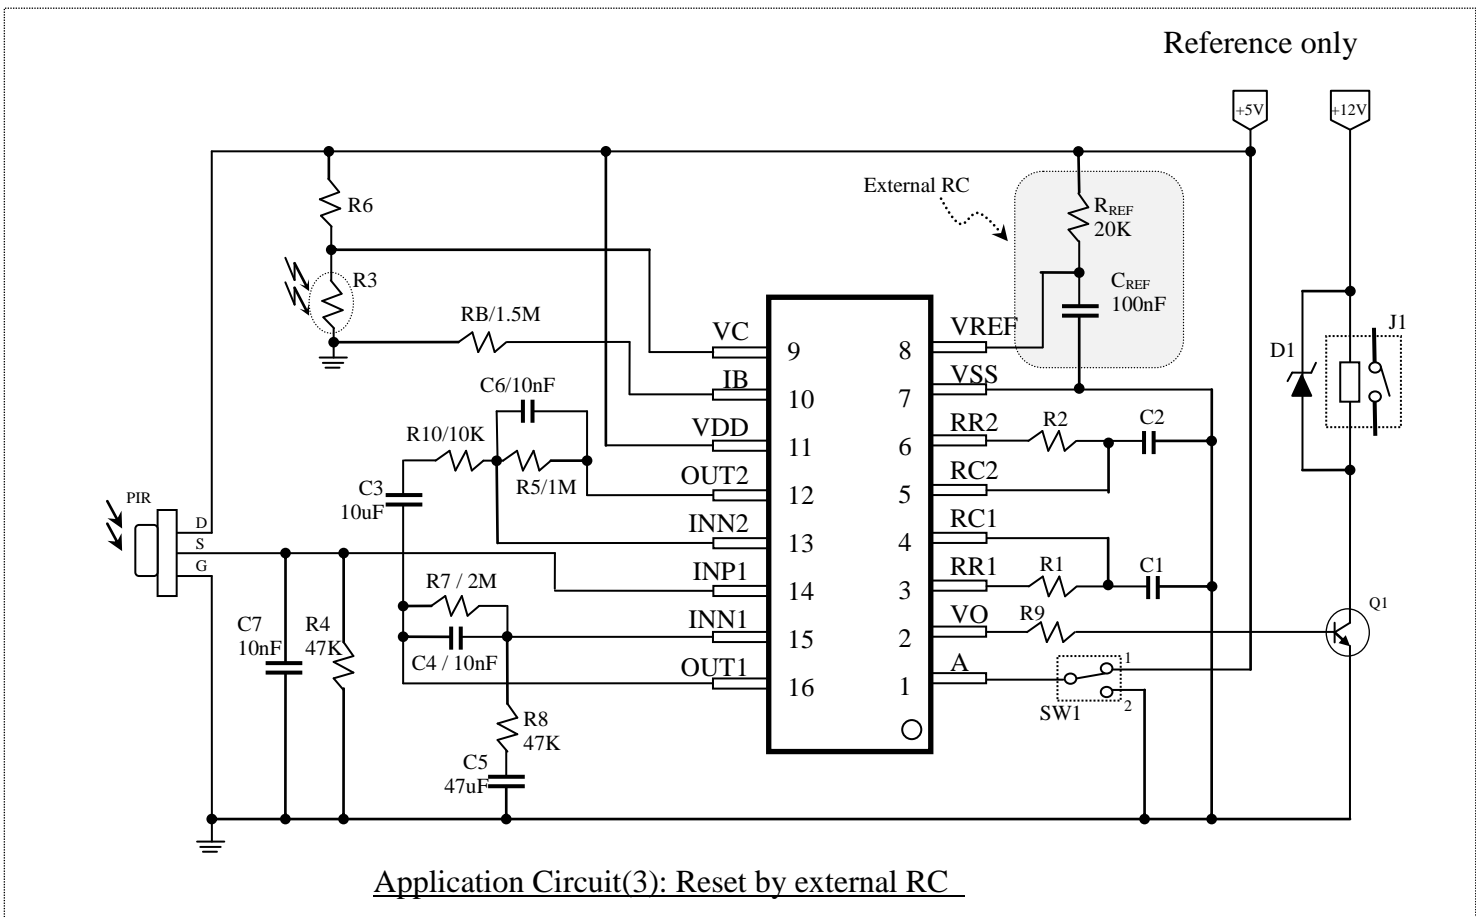 Reference only
+5V
+12V
External RC
R6
RREF
20K
R3
CREF
100nF
RB/1.5M
VC
9
8
VREF
J1
D1
C6/10nF
IB
10
7
VSS
R10/10K
VDD
11
6
RR2
R2
C2
R5/1M
OUT2
12
5
RC2
PIR
C3
10uF
D
S
G
INN2
13
4
RC1
R7 / 2M
INP1
14
3
RR1
R1
C1
C7
10nF
R4
47K
C4 / 10nF
INN1
15
2
VO
R9
Q1
OUT1
16
1
A
1
2
SW1
R8
47K
C5
47uF
Application Circuit(3): Reset by external RC